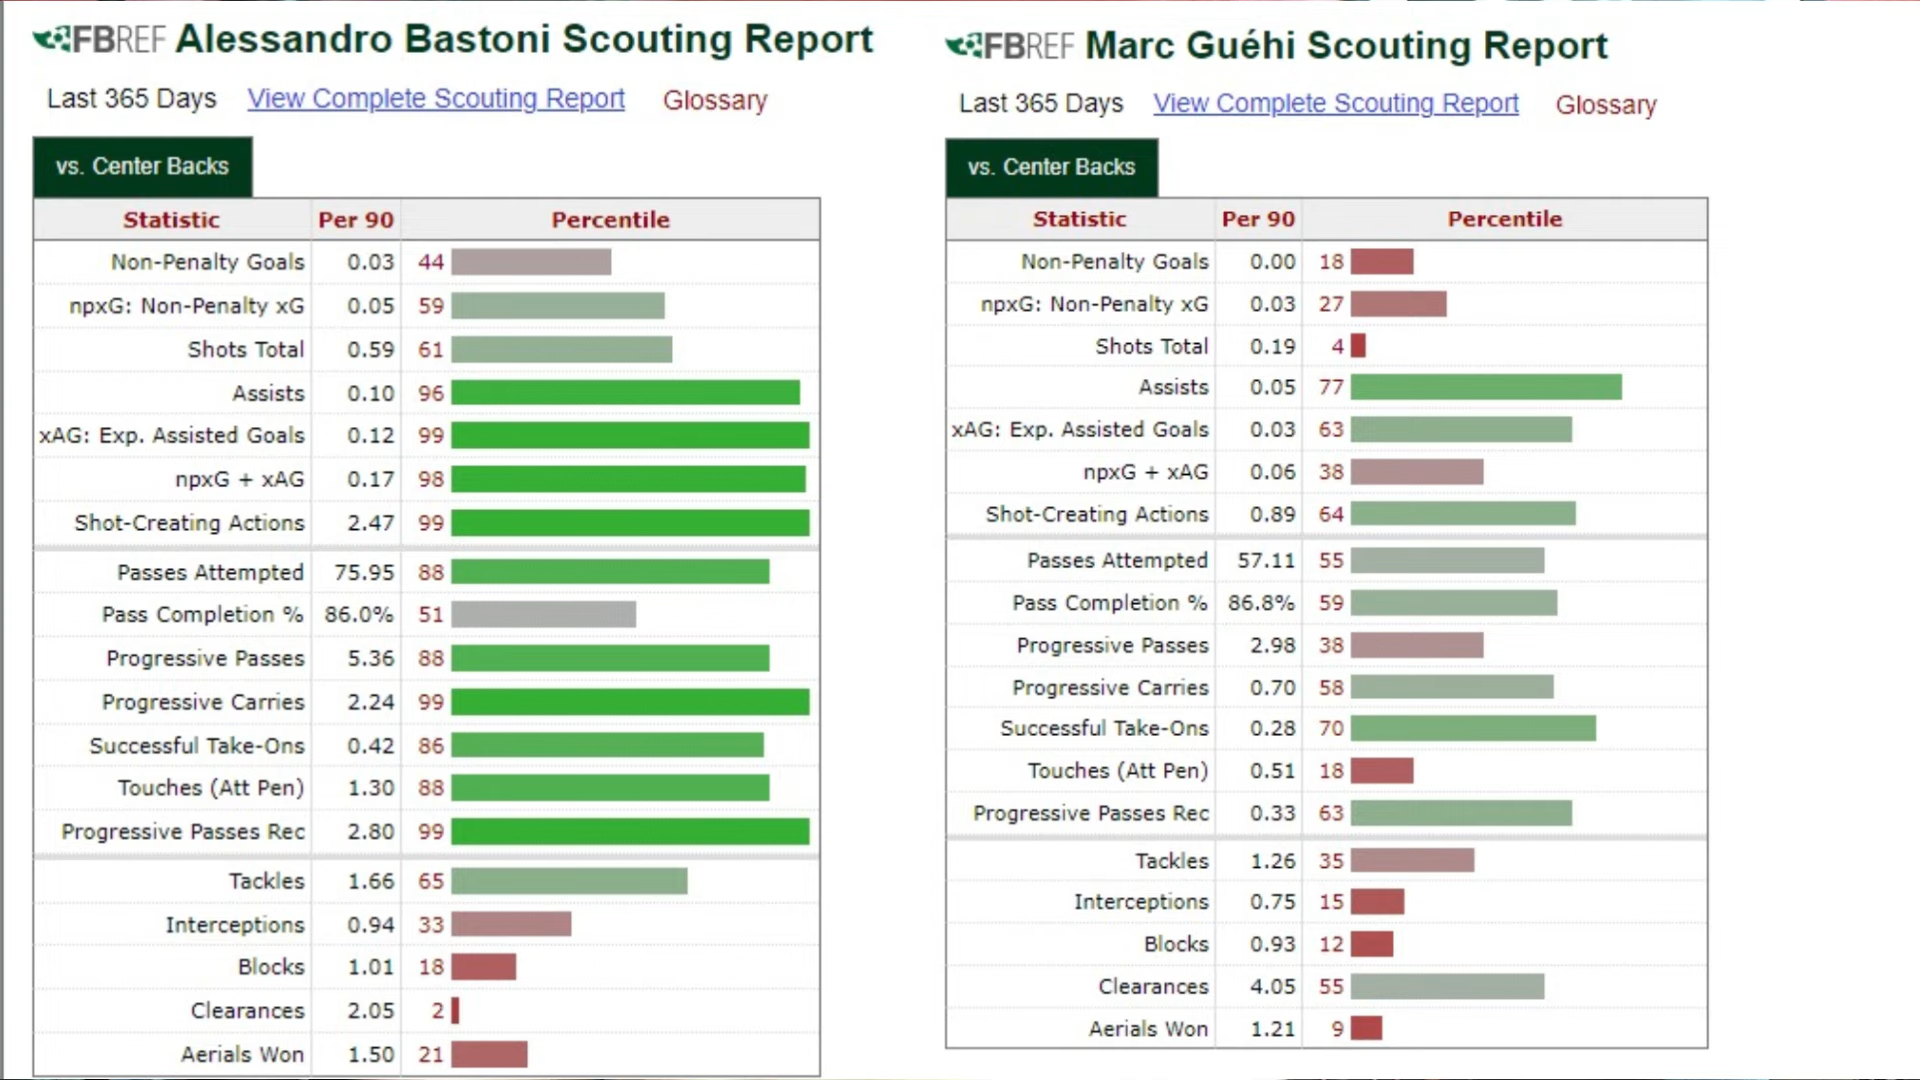 FBREF Alessandro Bastoni Scouting Report
Last 365 Days View Complete Scouting Report Glossary
vs. Center Backs
Statistic Per 90 Percentile
Non-Penalty Goals 0.03 44
npxG: Non-Penalty xG 0.05 59
Shots Total 0.59 61
Assists 0.10 96
xAG: Exp. Assisted Goals 0.12 99
npxG + xAG 0.17 98
Shot-Creating Actions 2.47 99
Passes Attempted 75.95 88
Pass Completion % 86.0% 51
Progressive Passes 5.36 88
Progressive Carries 2.24 99
Successful Take-Ons 0.42 86
Touches (Att Pen) 1.30 88
Progressive Passes Rec 2.80 99
Tackles 1.66 65
Interceptions 0.94 33
Blocks 1.01 18
Clearances 2.05 2
Aerials Won 1.50 21
FBREF Marc Guéhi Scouting Report
Last 365 Days View Complete Scouting Report Glossary
vs. Center Backs
Statistic Per 90 Percentile
Non-Penalty Goals 0.00 18
npxG: Non-Penalty xG 0.03 27
Shots Total 0.19 4
Assists 0.05 77
xAG: Exp. Assisted Goals 0.03 63
npxG + xAG 0.06 38
Shot-Creating Actions 0.89 64
Passes Attempted 57.11 55
Pass Completion % 86.8% 59
Progressive Passes 2.98 38
Progressive Carries 0.70 58
Successful Take-Ons 0.28 70
Touches (Att Pen) 0.51 18
Progressive Passes Rec 0.33 63
Tackles 1.26 35
Interceptions 0.75 15
Blocks 0.93 12
Clearances 4.05 55
Aerials Won 1.21 9